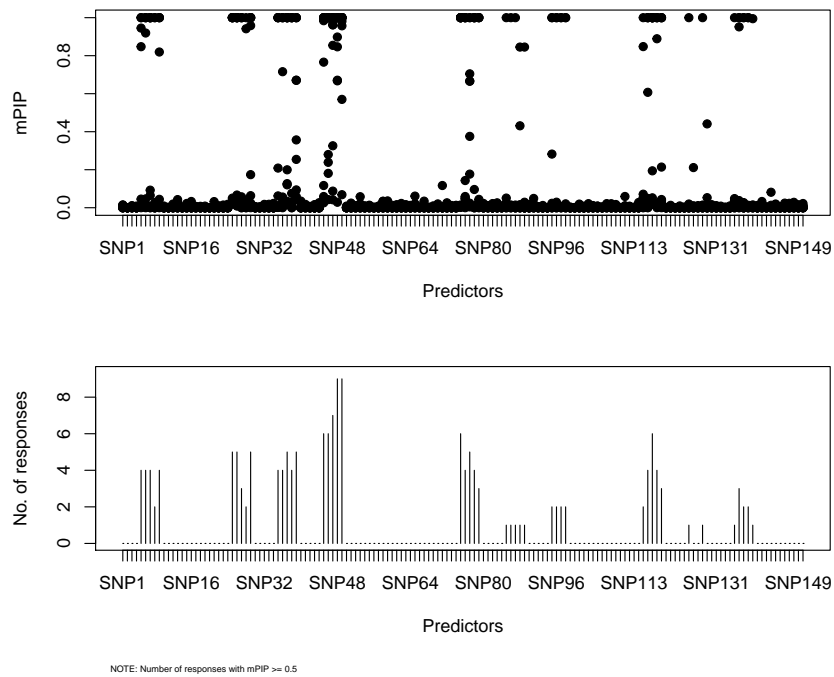 mPIP
0.0 0.4 0.8
SNP1 SNP16 SNP32 SNP48 SNP64 SNP80 SNP96 SNP113 SNP131 SNP149
Predictors
No. of responses
0 2 4 6 8
SNP1 SNP16 SNP32 SNP48 SNP64 SNP80 SNP96 SNP113 SNP131 SNP149
Predictors
NOTE: Number of responses with mPIP >= 0.5